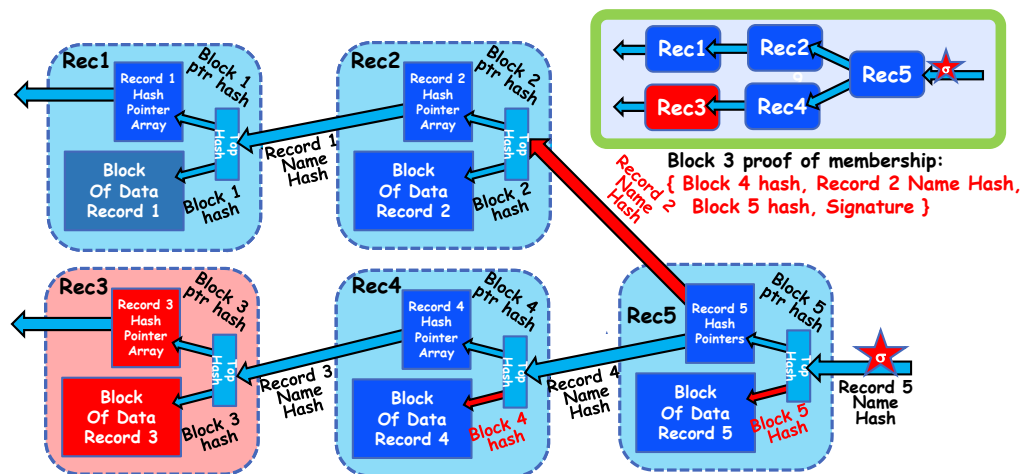 Rec1
Block 1
ptr hash
Record 1
Hash
Pointer
Array
Top
Hash
Block
Of Data
Record 1
Block 1
hash
Record 1
Name
Hash
Rec2
Block 2
ptr hash
Record 2
Hash
Pointer
Array
Top
Hash
Block
Of Data
Record 2
Block 2
hash
Record 2
Name
Hash
Rec1
Rec2
Rec5
σ
Rec3
Rec4
Block 3 proof of membership:
{ Block 4 hash, Record 2 Name Hash,
Block 5 hash, Signature }
Rec3
Block 3
ptr hash
Record 3
Hash
Pointer
Array
Top
Hash
Block
Of Data
Record 3
Block 3
hash
Record 3
Name
Hash
Rec4
Block 4
ptr hash
Record 4
Hash
Pointer
Array
Top
Hash
Block
Of Data
Record 4
Block 4
hash
Record 4
Name
Hash
Rec5
Block 5
ptr hash
Record 5
Hash
Pointers
Top
Hash
Block
Of Data
Record 5
Block 5
Hash
σ
Record 5
Name
Hash